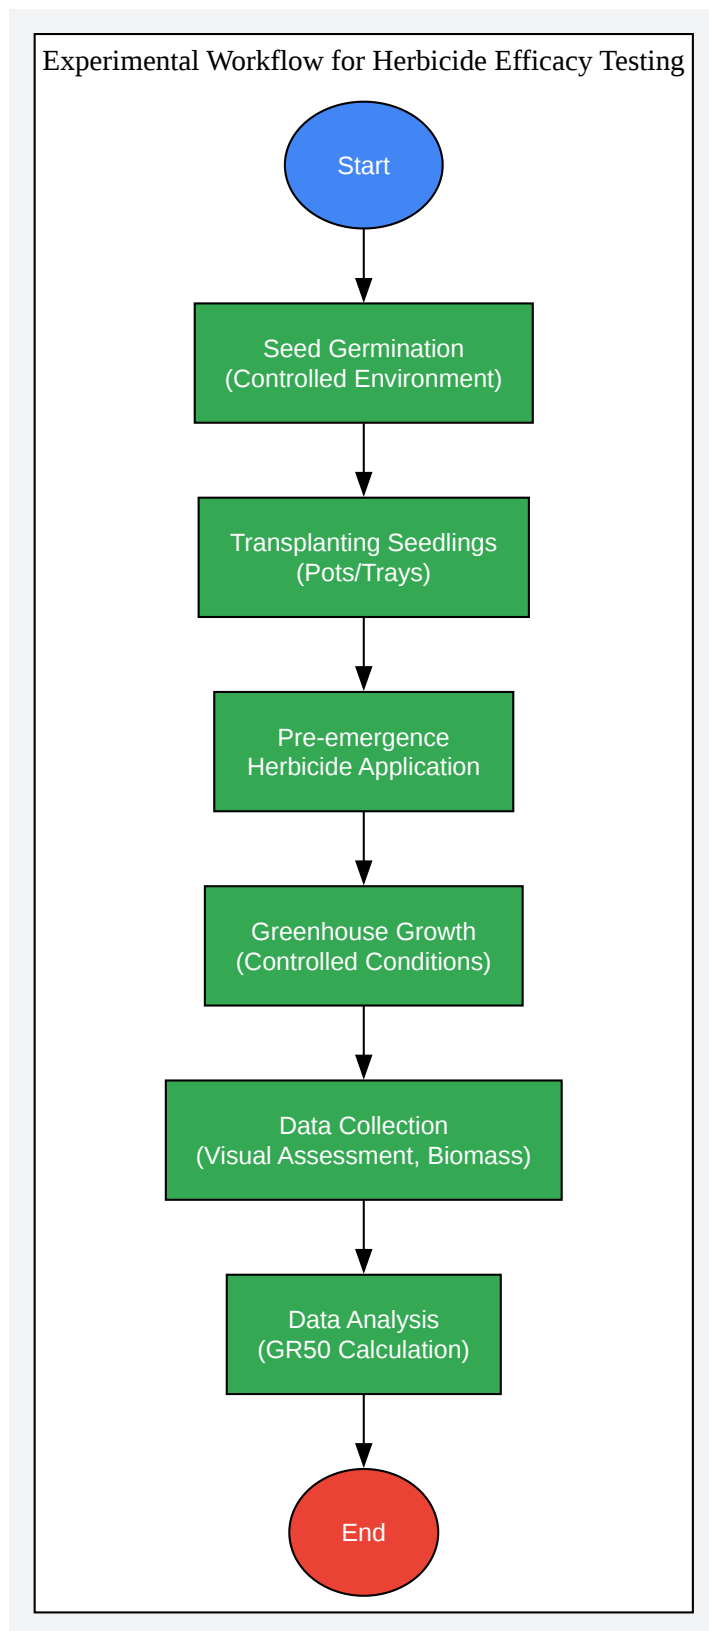 Experimental Workflow for Herbicide Efficacy Testing
Start
Seed Germination
(Controlled Environment)
Transplanting Seedlings
(Pots/Trays)
Pre-emergence
Herbicide Application
Greenhouse Growth
(Controlled Conditions)
Data Collection
(Visual Assessment, Biomass)
Data Analysis
(GR50 Calculation)
End